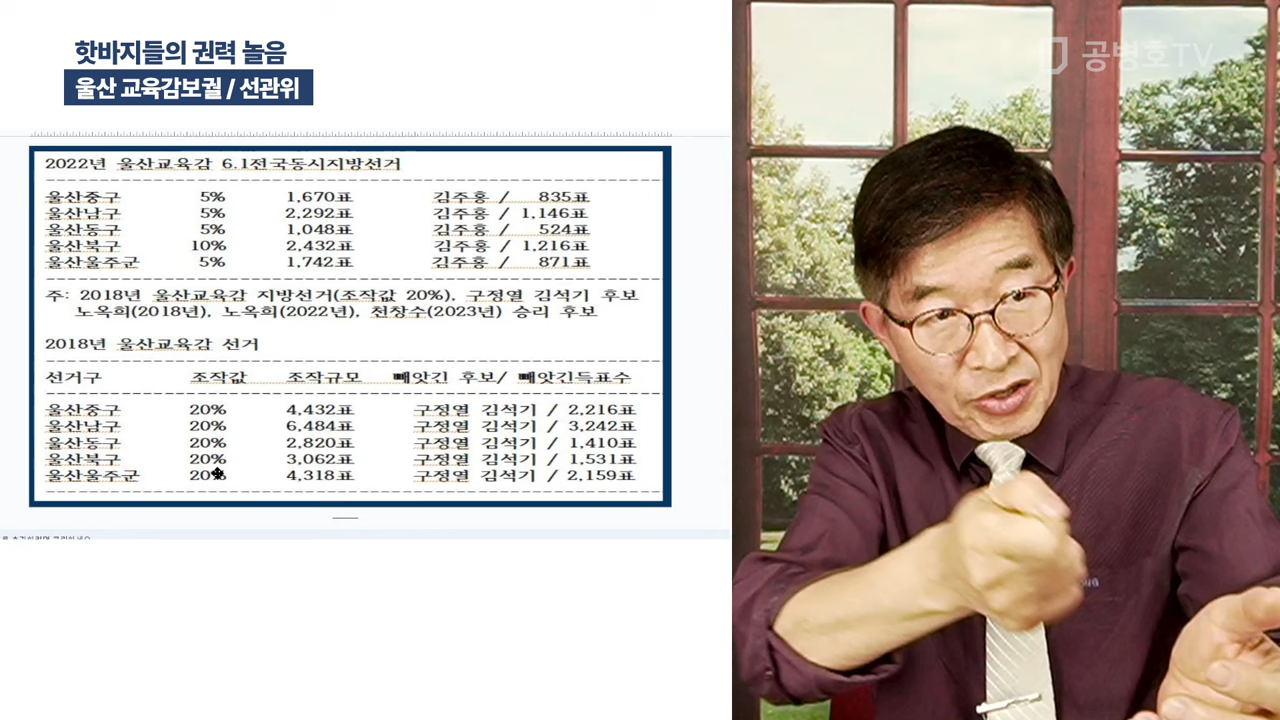 핫바지들의 권력 놀음
울산 교육감보궐 / 선관위
공병호TV
2022년 울산교육감 6.1전국동시지방선거
울산중구 5% 1,670표 김주홍 / 835표
울산남구 5% 2,292표 김주홍 / 1,146표
울산동구 5% 1,048표 김주홍 / 524표
울산북구 10% 2,432표 김주홍 / 1,216표
울산울주군 5% 1,742표 김주홍 / 871표
주: 2018년 울산교육감 지방선거(조작값 20%), 구정열 김석기 후보
노옥희(2018년), 노옥희(2022년), 천창수(2023년) 승리 후보
2018년 울산교육감 선거
선거구 조작값 조작규모 빼앗긴 후보/ 빼앗긴득표수
울산중구 20% 4,432표 구정열 김석기 / 2,216표
울산남구 20% 6,484표 구정열 김석기 / 3,242표
울산동구 20% 2,820표 구정열 김석기 / 1,410표
울산북구 20% 3,062표 구정열 김석기 / 1,531표
울산울주군 20% 4,318표 구정열 김석기 / 2,159표